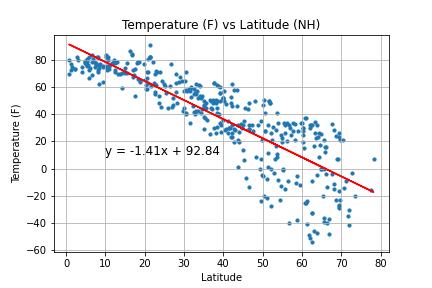 Temperature (F) vs Latitude (NH)
80
60
40
20
0
−20
−40
−60
Temperature (F)
y = -1.41x + 92.84
0 10 20 30 40 50 60 70 80
Latitude